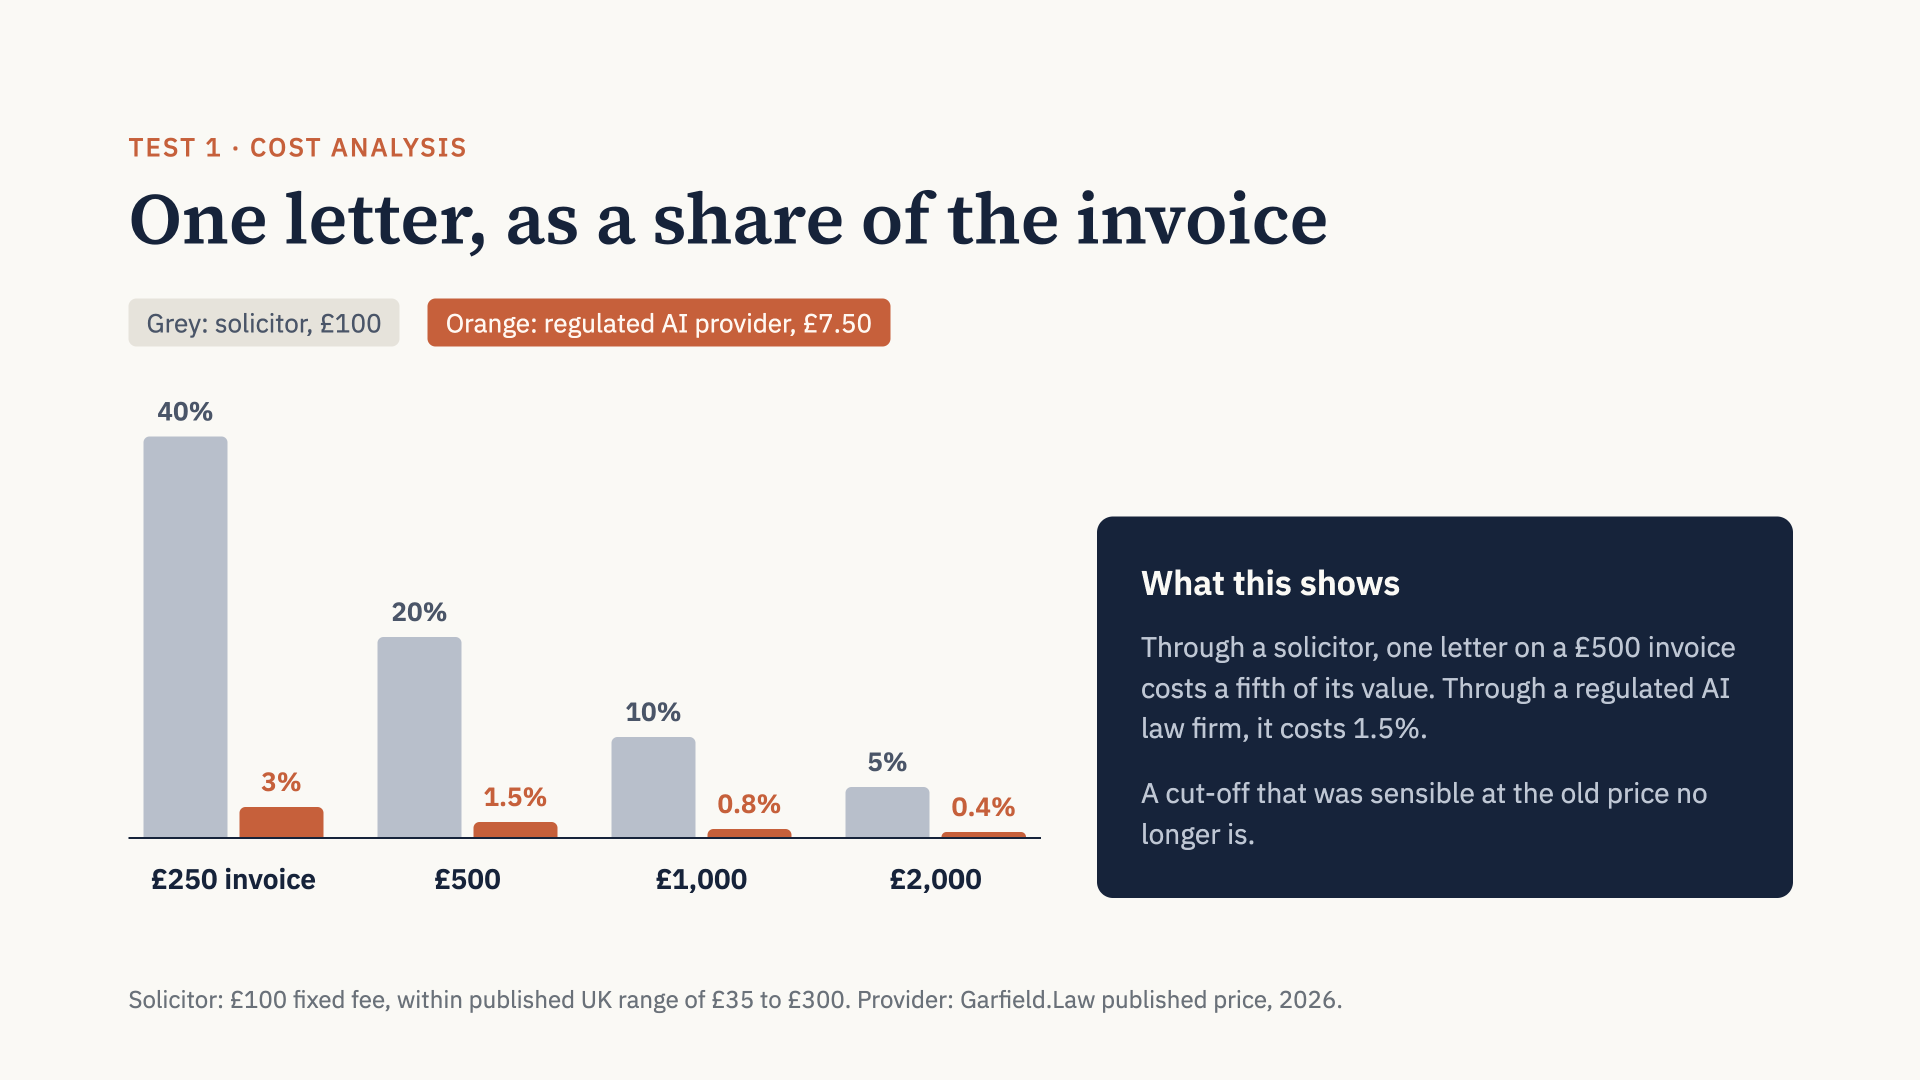 TEST 1 · COST ANALYSIS
One letter, as a share of the invoice
Grey: solicitor, £100
Orange: regulated AI provider, £7.50
40%
3%
20%
1.5%
10%
0.8%
5%
0.4%
£250 invoice
£500
£1,000
£2,000
What this shows
Through a solicitor, one letter on a £500 invoice
costs a fifth of its value. Through a regulated AI
law firm, it costs 1.5%.
A cut-off that was sensible at the old price no
longer is.
Solicitor: £100 fixed fee, within published UK range of £35 to £300. Provider: Garfield.Law published price, 2026.